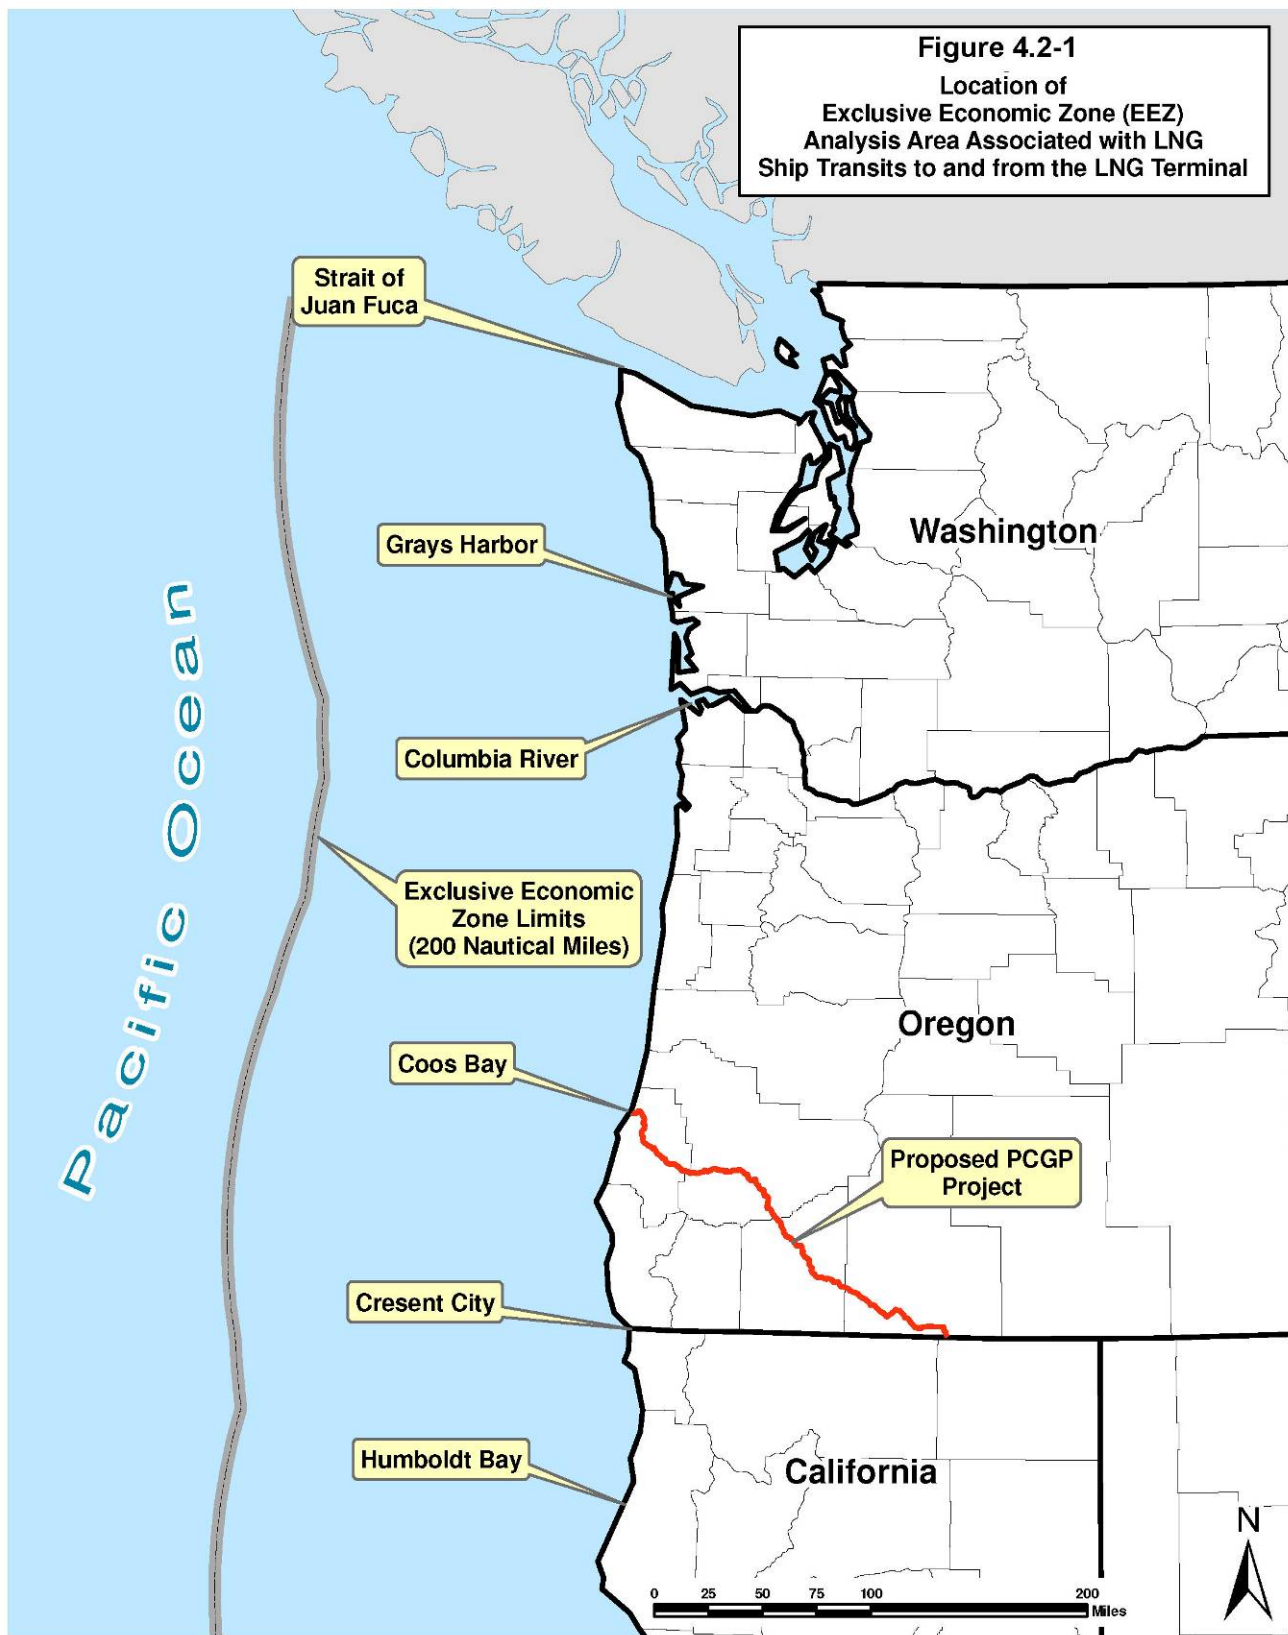 Figure 4.2-1
Location of
Exclusive Economic Zone (EEZ)
Analysis Area Associated with LNG
Ship Transits to and from the LNG Terminal
Strait of
Juan Fuca
Grays Harbor
Washington
Columbia River
Pacific Ocean
Exclusive Economic
Zone Limits
(200 Nautical Miles)
Oregon
Coos Bay
Proposed PCGP
Project
Cresent City
Humboldt Bay
California
N
0 25 50 75 100 200
Miles